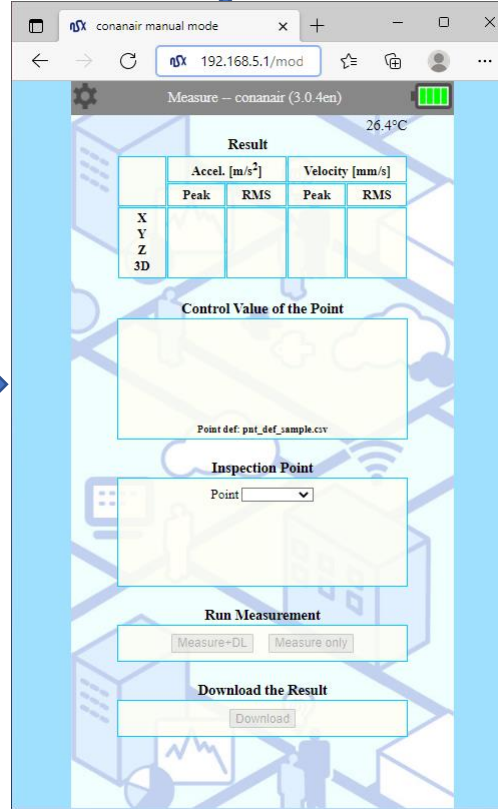 nsx conanair manual mode
nsx 192.168.5.1/mod
Measure -- conanair (3.0.4en)
26.4°C
Result
Accel. [m/s²] Velocity [mm/s]
Peak RMS Peak RMS
X
Y
Z
3D
Control Value of the Point
Point def: pnt_def_sample.csv
Inspection Point
Point
Run Measurement
Measure+DL Measure only
Download the Result
Download